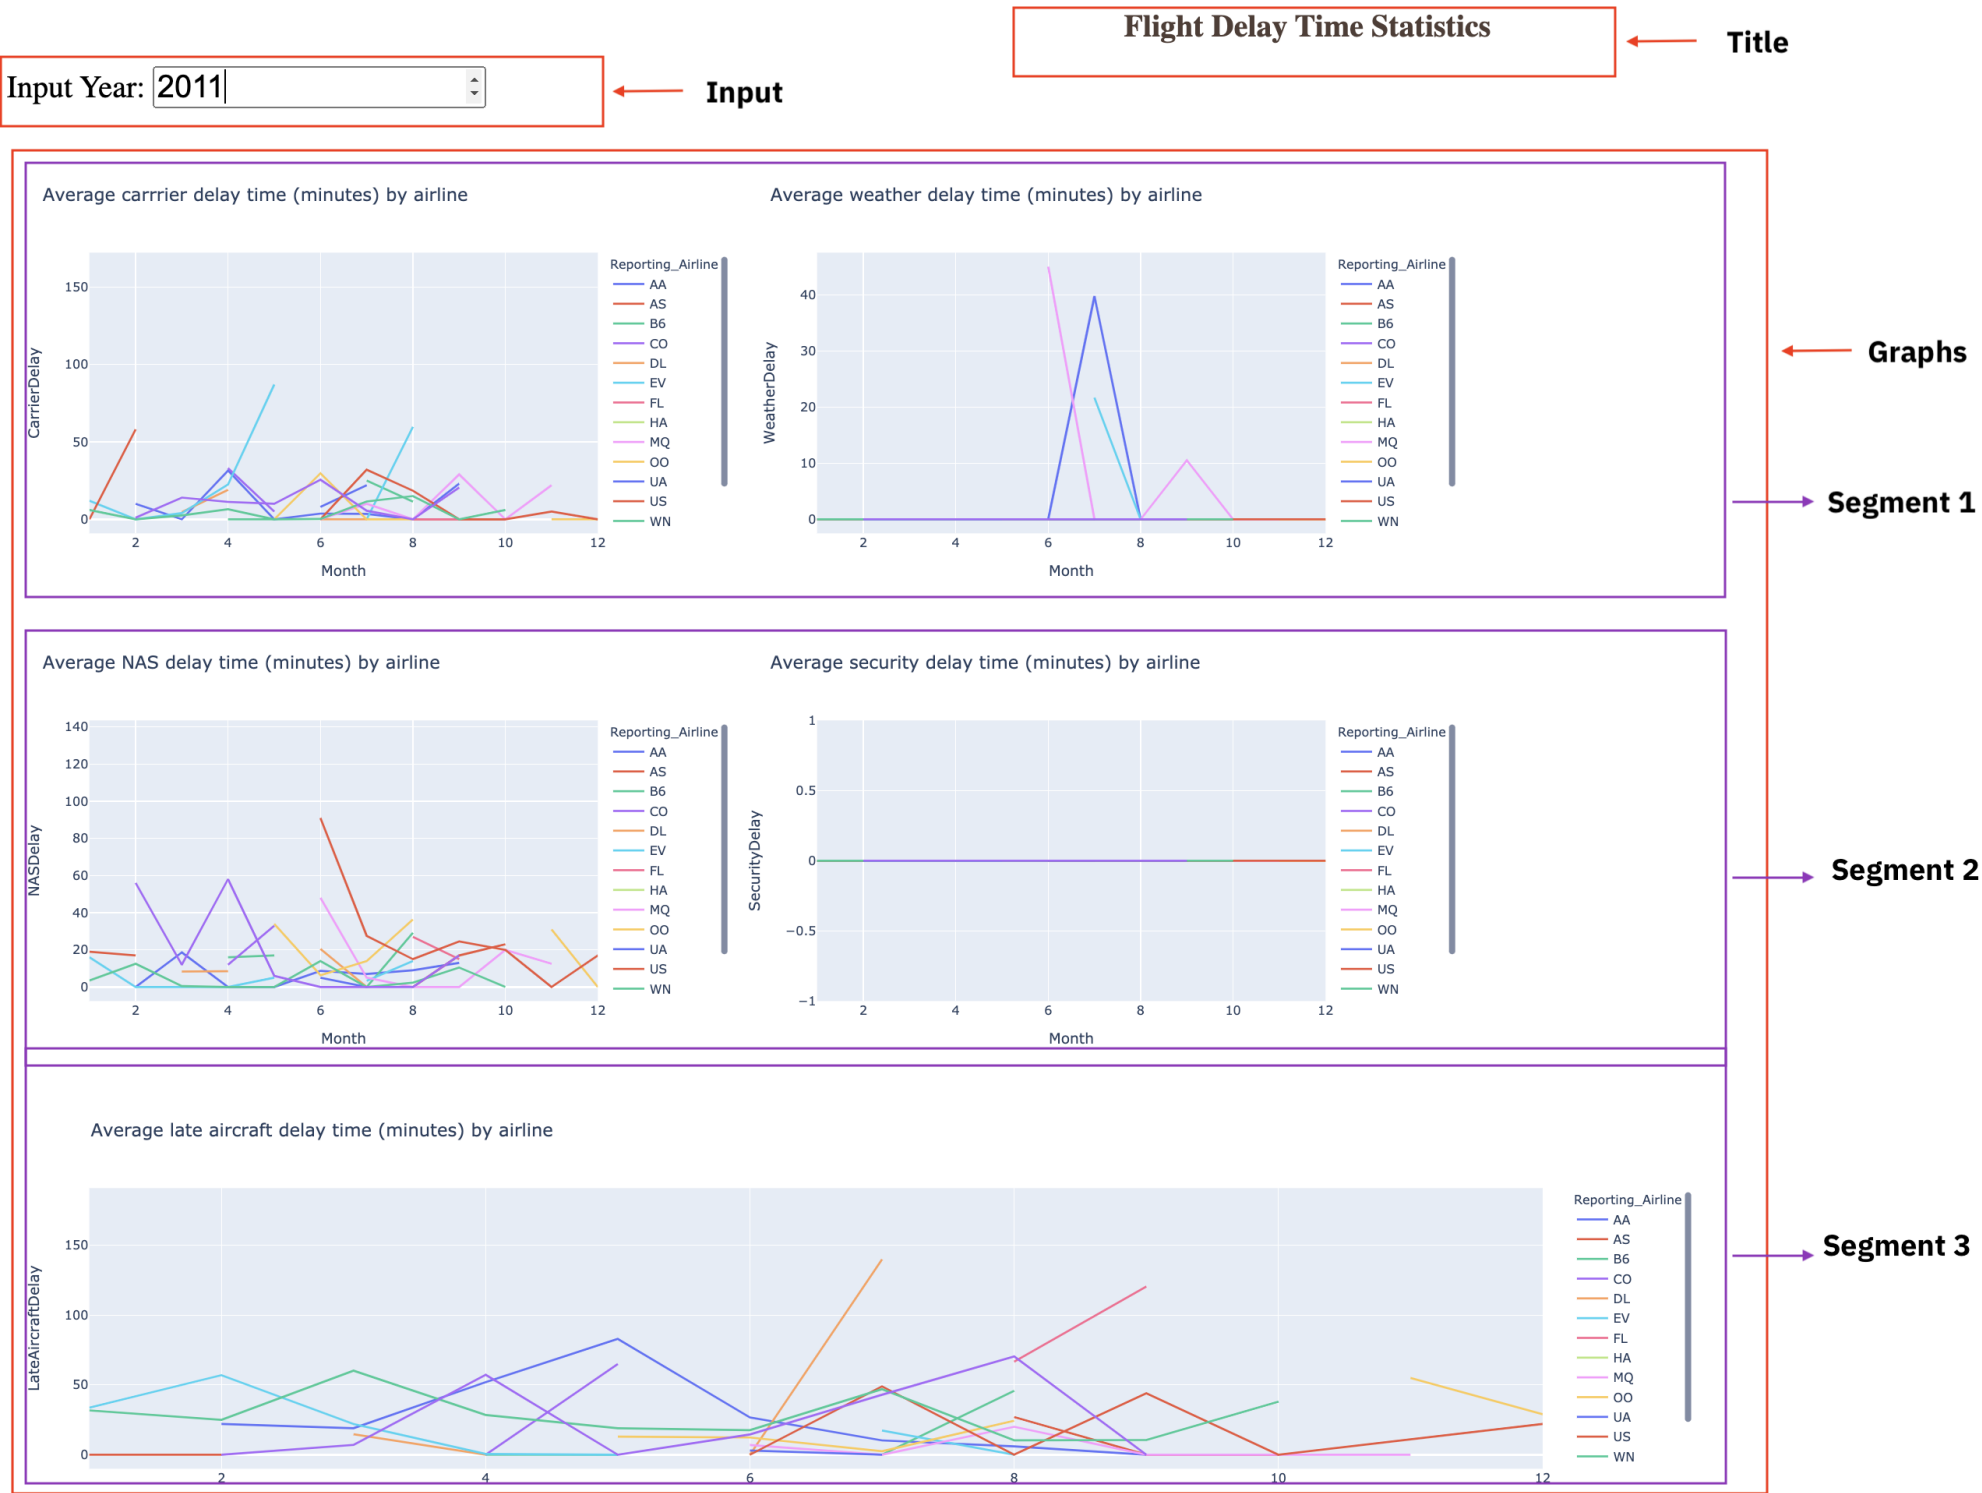 Flight Delay Time Statistics
Title
Input Year: 2011
Input
Average carrrier delay time (minutes) by airline
CarrierDelay
150
100
50
0
2 4 6 8 10 12
Month
Reporting_Airline
AA
AS
B6
CO
DL
EV
FL
HA
MQ
OO
UA
US
WN
Average weather delay time (minutes) by airline
WeatherDelay
40
30
20
10
0
2 4 6 8 10 12
Month
Reporting_Airline
AA
AS
B6
CO
DL
EV
FL
HA
MQ
OO
UA
US
WN
Graphs
Segment 1
Average NAS delay time (minutes) by airline
NASDelay
140
120
100
80
60
40
20
0
2 4 6 8 10 12
Month
Reporting_Airline
AA
AS
B6
CO
DL
EV
FL
HA
MQ
OO
UA
US
WN
Average security delay time (minutes) by airline
SecurityDelay
1
0.5
0
−0.5
−1
2 4 6 8 10 12
Month
Reporting_Airline
AA
AS
B6
CO
DL
EV
FL
HA
MQ
OO
UA
US
WN
Segment 2
Average late aircraft delay time (minutes) by airline
LateAircraftDelay
150
100
50
0
2 4 6 8 10 12
Reporting_Airline
AA
AS
B6
CO
DL
EV
FL
HA
MQ
OO
UA
US
WN
Segment 3